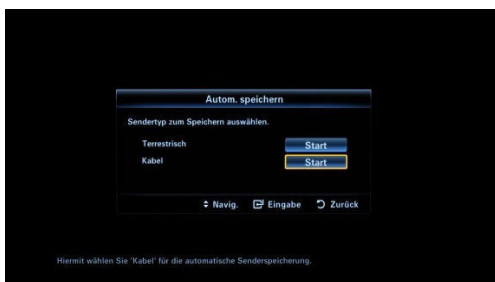 Autom. speichern
Sendertyp zum Speichern auswählen.
Terrestrisch Start
Kabel Start
Navig. Eingabe Zurück
Hiermit wählen Sie 'Kabel' für die automatische Senderspeicherung.